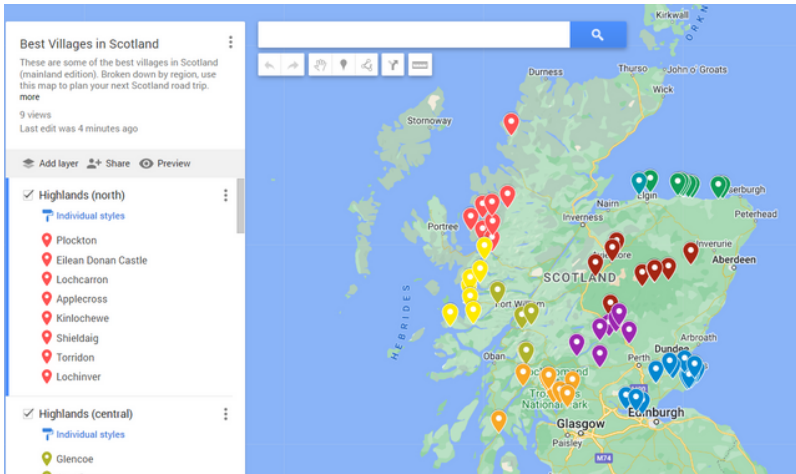 Best Villages in Scotland
These are some of the best villages in Scotland
(mainland edition). Broken down by region, use
this map to plan your next Scotland road trip.
more
9 views
Last edit was 4 minutes ago
Add layer Share Preview
Highlands (north)
Individual styles
Plockton
Eilean Donan Castle
Lochcarron
Applecross
Kinlochewe
Shieldaig
Torridon
Lochinver
Highlands (central)
Individual styles
Glencoe
Kirkwall
ORKN
Thurso
John o' Groats
Durness
Wick
Stornoway
Elgin
serburgh
Nairn
Peterhead
Portree
Inverness
Inverurie
more
Aberdeen
SCOTLAND
HEBRIDES
Fort William
Arbroath
Oban
Dundee
Perth
National Park
Edinburgh
Glasgow
Paisley
M74